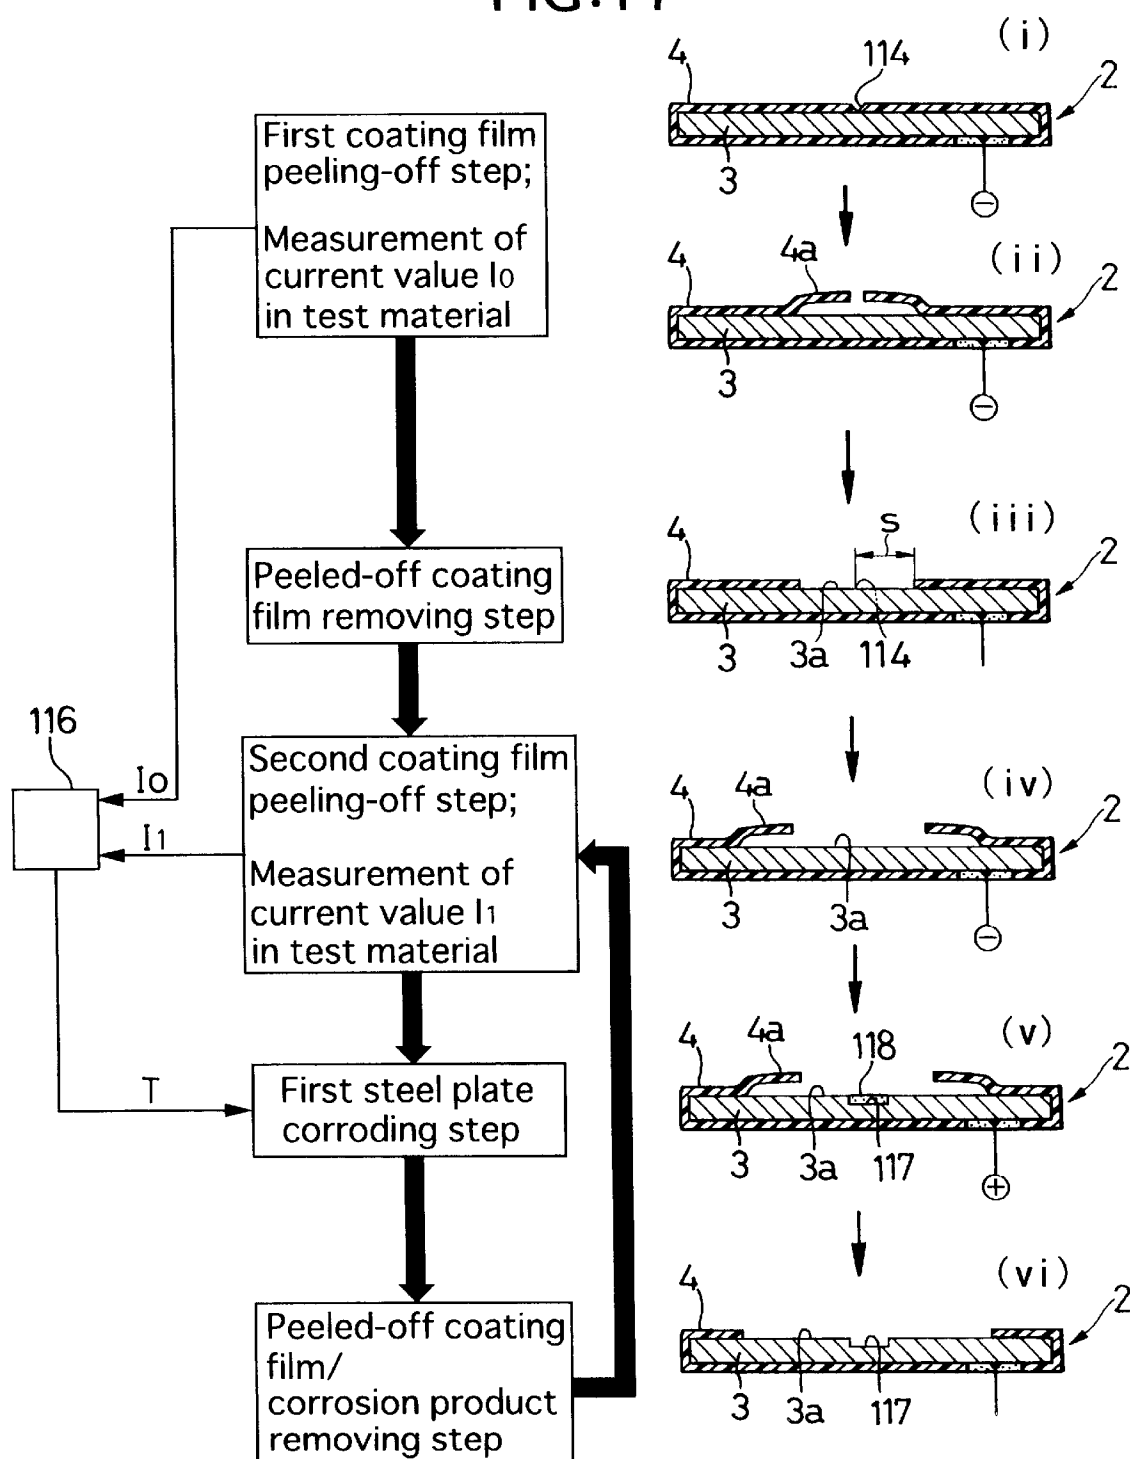 FIG.17
First coating film
peeling-off step;
Measurement of
current value I0
in test material
Peeled-off coating
film removing step
116
I0
I1
Second coating film
peeling-off step;
Measurement of
current value I1
in test material
T
First steel plate
corroding step
Peeled-off coating
film/
corrosion product
removing step
(i)
4
114
2
3
−
(ii)
4
4a
2
3
−
(iii)
4
S
2
3
3a
114
(iv)
4
4a
2
3
3a
−
(v)
4
4a
118
2
3
3a
117
+
(vi)
4
2
3
3a
117